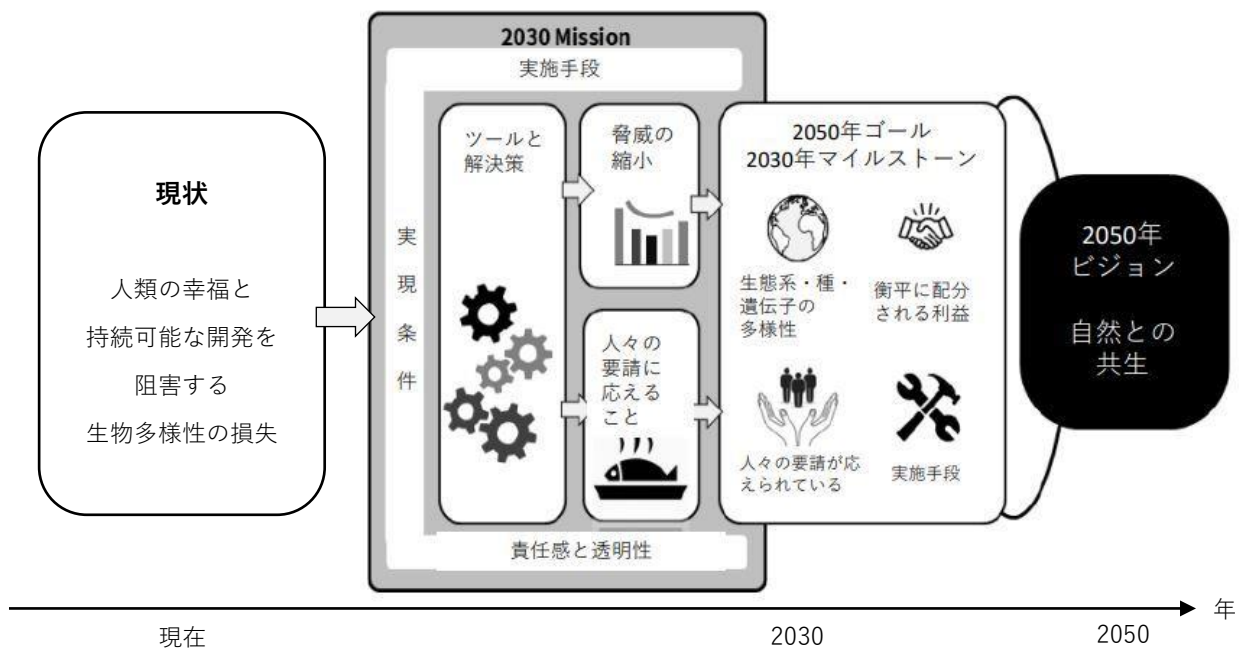 2030 Mission
実施手段
現状
人類の幸福と
持続可能な開発を
阻害する
生物多様性の損失
実現条件
ツールと
解決策
脅威の
縮小
人々の
要請に
応える
こと
責任感と透明性
2050年ゴール
2030年マイルストーン
生態系・種・
遺伝子の
多様性
衡平に配分
される利益
人々の要請が応
えられている
実施手段
2050年
ビジョン
自然との
共生
年
現在
2030
2050